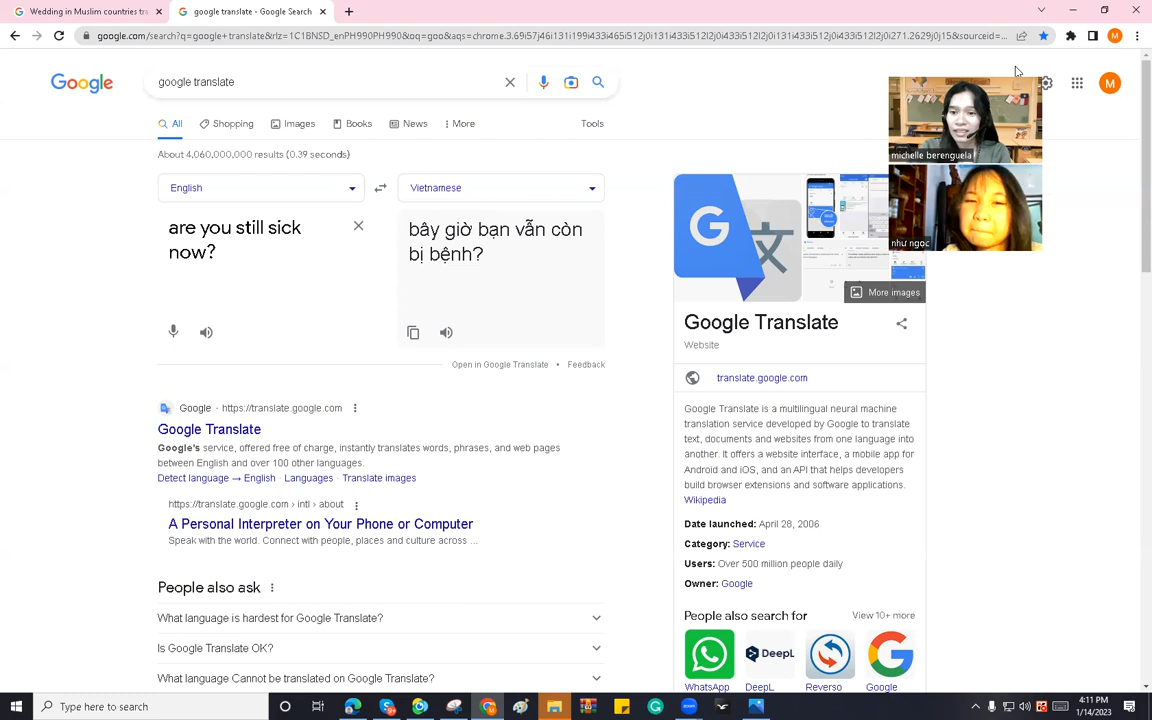 Wedding in Muslim countries tra
google translate - Google Search
google.com/search?q=google+translate&rlz=1C1BNSD_enPH990PH990&oq=goo&aqs=chrome.3.69i57j46i131i199i433i465i512j0i131i433i512l2j0i131i433i512j0i271.2629j0j15&sourceid=...
M
Google
google translate
M
All
Shopping
Images
Books
News
More
Tools
About 4,060,000,000 results (0.39 seconds)
michelle berenguela
như ngọc
English
Vietnamese
are you still sick
now?
bây giờ bạn vẫn còn
bị bệnh?
Open in Google Translate • Feedback
More images
Google Translate
Website
translate.google.com
Google Translate is a multilingual neural machine
translation service developed by Google to translate
text, documents and websites from one language into
another. It offers a website interface, a mobile app for
Android and iOS, and an API that helps developers
build browser extensions and software applications.
Wikipedia
Date launched: April 28, 2006
Category: Service
Users: Over 500 million people daily
Owner: Google
People also search for
View 10+ more
DeepL
WhatsApp
DeepL
Reverso
Google
Google · https://translate.google.com
Google Translate
Google's service, offered free of charge, instantly translates words, phrases, and web pages
between English and over 100 other languages.
Detect language → English · Languages · Translate images
https://translate.google.com › intl › about
A Personal Interpreter on Your Phone or Computer
Speak with the world. Connect with people, places and culture across ...
People also ask
What language is hardest for Google Translate?
Is Google Translate OK?
What language Cannot be translated on Google Translate?
Type here to search
4:11 PM
1/14/2023